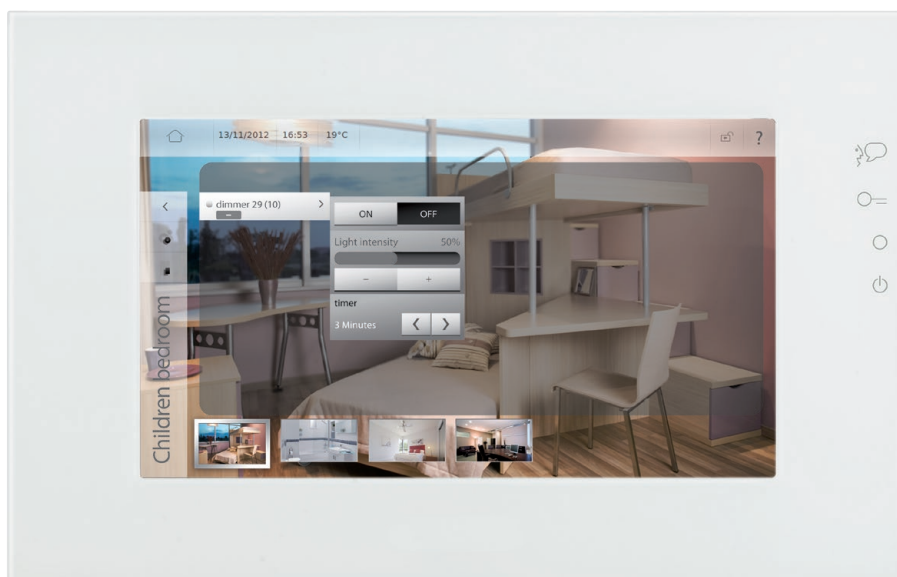 13/11/2012 16:53 19°C ?
dimmer 29 (10)
ON OFF
Light intensity 50%
- +
timer
3 Minutes
Children bedroom